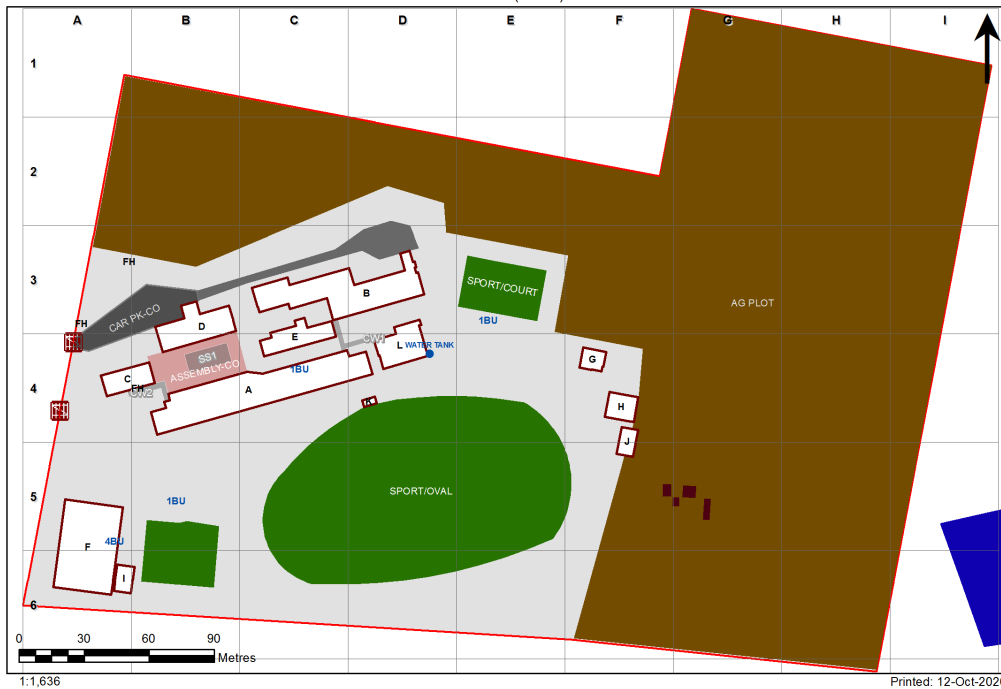 A B C D E F G H I
1
2
3
4
5
6
FH
FH
CAR PK-CO
D
B
E
SPORT/COURT
1BU
AG PLOT
CW1
L
WATER TANK
SS1
ASSEMBLY-CO
1BU
C
FH
CW2
A
K
G
H
J
SPORT/OVAL
1BU
F
4BU
I
0 30 60 90
Metres
1:1,636
Printed: 12-Oct-202